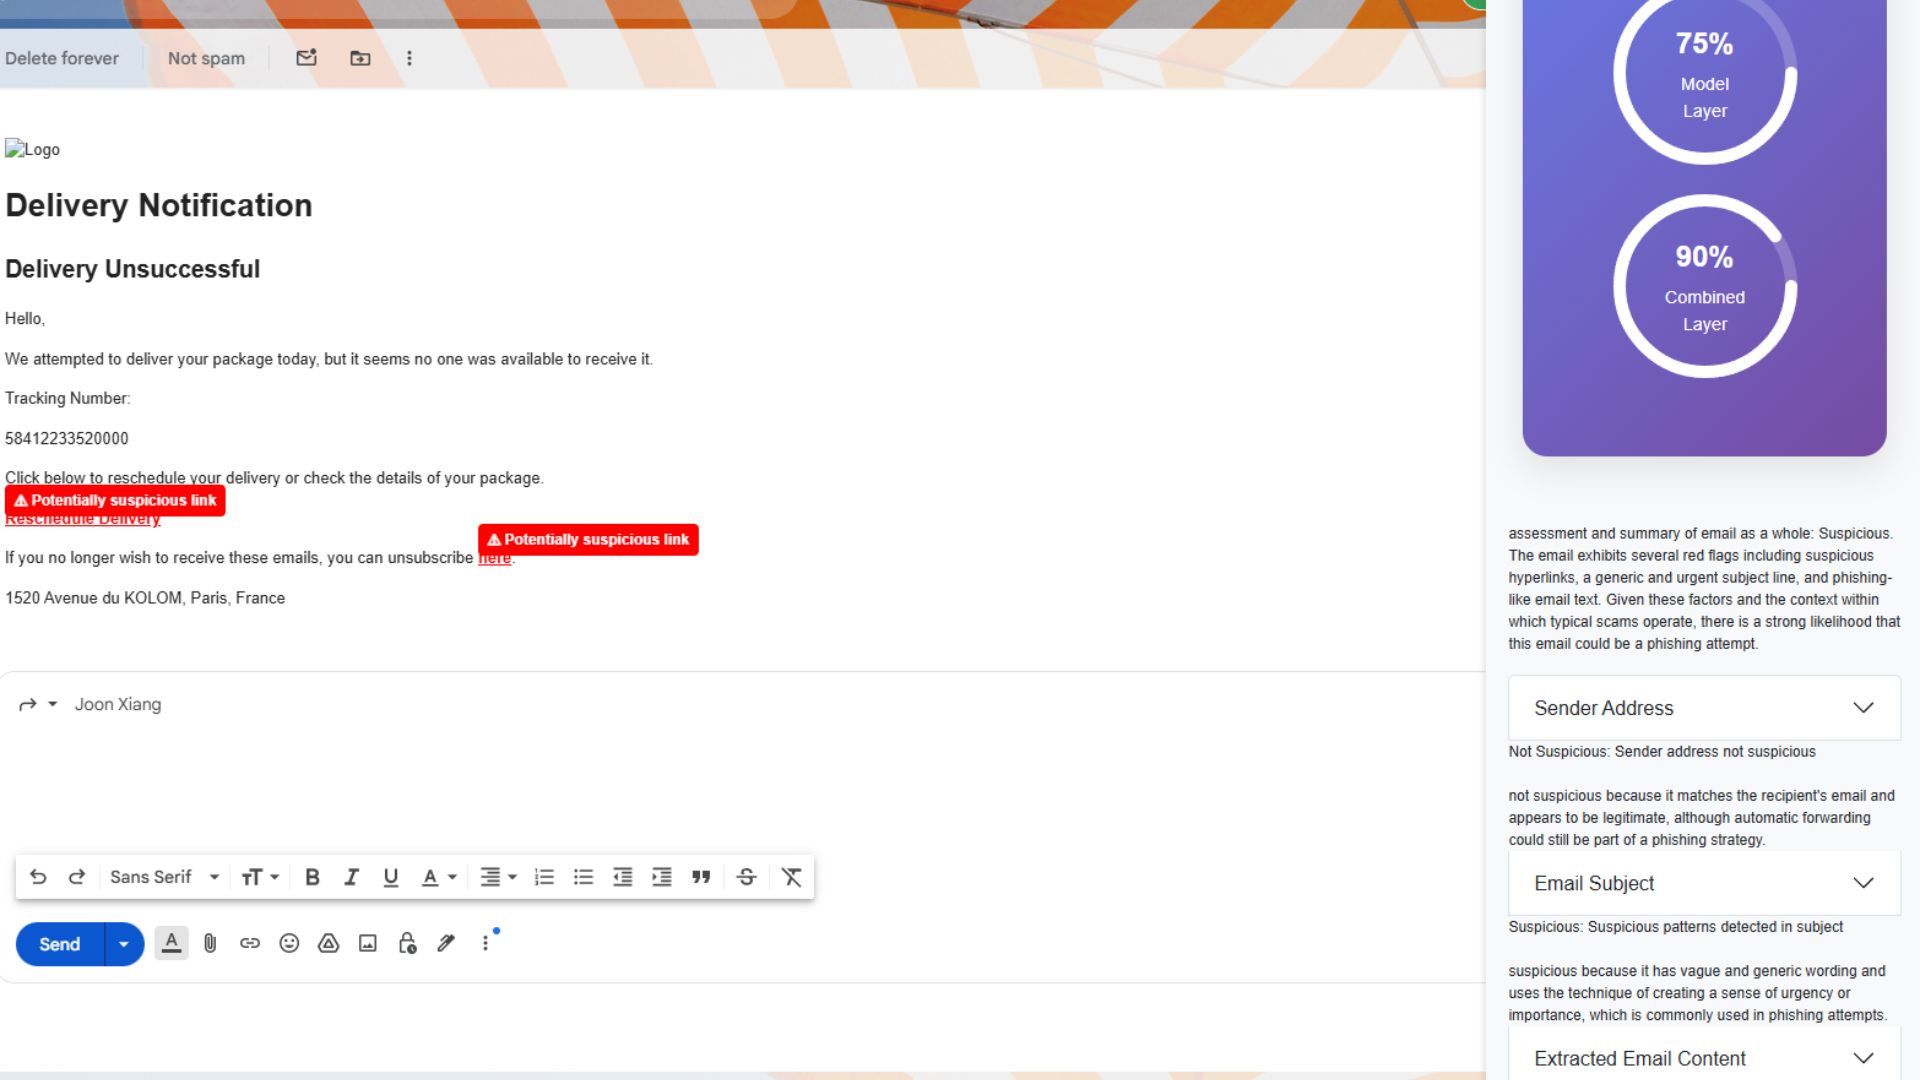 Delete forever
Not spam
Logo
Delivery Notification
Delivery Unsuccessful
Hello,
We attempted to deliver your package today, but it seems no one was available to receive it.
Tracking Number:
58412233520000
Click below to reschedule your delivery or check the details of your package.
⚠ Potentially suspicious link
Reschedule Delivery
⚠ Potentially suspicious link
If you no longer wish to receive these emails, you can unsubscribe here.
1520 Avenue du KOLOM, Paris, France
Joon Xiang
Sans Serif
Send
75%
Model
Layer
90%
Combined
Layer
assessment and summary of email as a whole: Suspicious.
The email exhibits several red flags including suspicious
hyperlinks, a generic and urgent subject line, and phishing-
like email text. Given these factors and the context within
which typical scams operate, there is a strong likelihood that
this email could be a phishing attempt.
Sender Address
Not Suspicious: Sender address not suspicious
not suspicious because it matches the recipient's email and
appears to be legitimate, although automatic forwarding
could still be part of a phishing strategy.
Email Subject
Suspicious: Suspicious patterns detected in subject
suspicious because it has vague and generic wording and
uses the technique of creating a sense of urgency or
importance, which is commonly used in phishing attempts.
Extracted Email Content